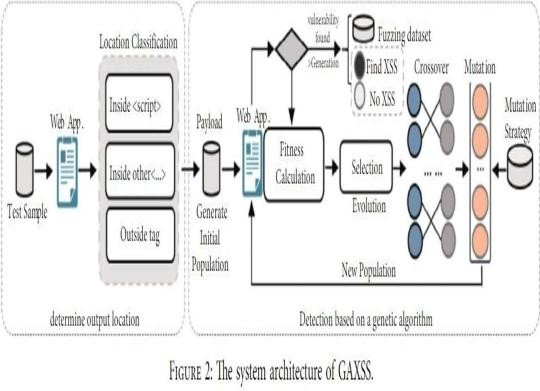 Location Classification
Web App.
Inside <script>
Inside other<...>
Outside tag
Test Sample
determine output location
Payload
Generate
Initial
Population
Web App.
vulnerability
found
>Generation
Fuzzing dataset
Find XSS
No XSS
Fitness
Calculation
Selection
Evolution
Crossover
... ...
Mutation
...
Mutation
Strategy
New Population
Detection based on a genetic algorithm
FIGURE 2: The system architecture of GAXSS.